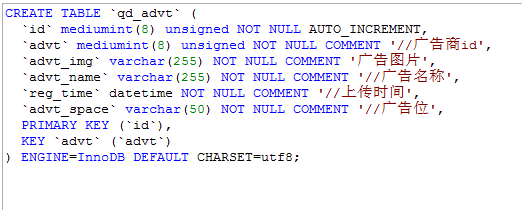 CREATE TABLE `qd_advt` (
`id` mediumint(8) unsigned NOT NULL AUTO_INCREMENT,
`advt` mediumint(8) unsigned NOT NULL COMMENT '//广告商id',
`advt_img` varchar(255) NOT NULL COMMENT '广告图片',
`advt_name` varchar(255) NOT NULL COMMENT '//广告名称',
`reg_time` datetime NOT NULL COMMENT '//上传时间',
`advt_space` varchar(50) NOT NULL COMMENT '//广告位',
PRIMARY KEY (`id`),
KEY `advt` (`advt`)
) ENGINE=InnoDB DEFAULT CHARSET=utf8;